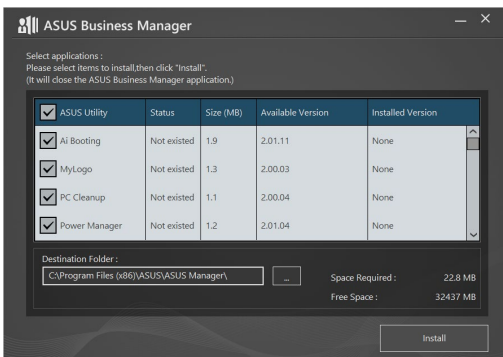 ASUS Business Manager
Select applications :
Please select items to install,then click "Install".
(It will close the ASUS Business Manager application.)
ASUS Utility Status Size (MB) Available Version Installed Version
Ai Booting Not existed 1.9 2.01.11 None
MyLogo Not existed 1.3 2.00.03 None
PC Cleanup Not existed 1.1 2.00.04 None
Power Manager Not existed 1.2 2.01.04 None
Destination Folder :
C:\Program Files (x86)\ASUS\ASUS Manager\ ...
Space Required : 22.8 MB
Free Space : 32437 MB
Install